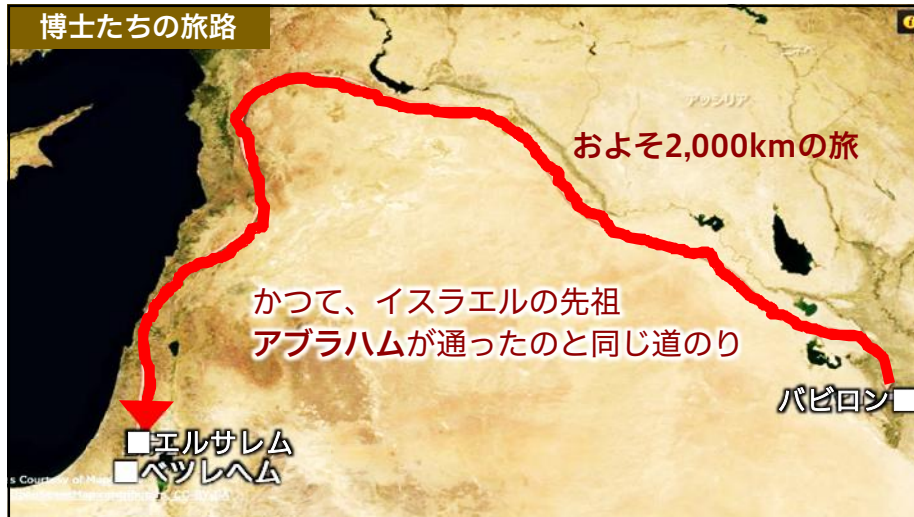 博士たちの旅路
アッシリア
およそ2,000kmの旅
かつて、イスラエルの先祖
アブラハムが通ったのと同じ道のり
バビロン
エルサレム
ベツレヘム
s Courtesy of Map